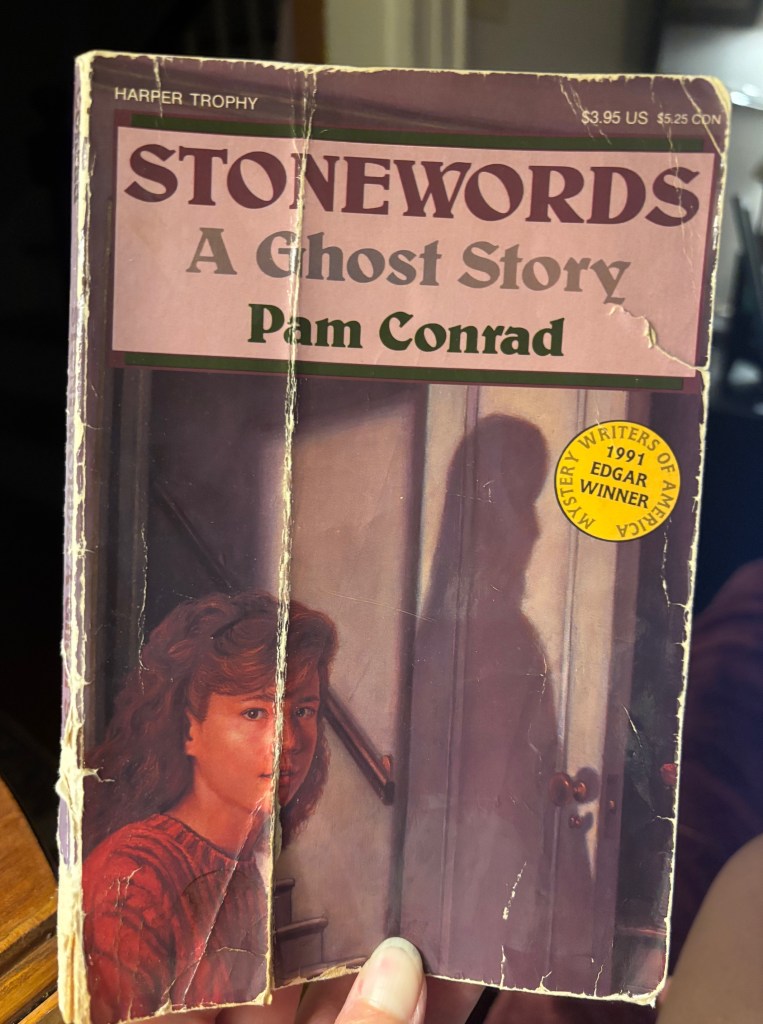 HARPER TROPHY
$3.95 US $5.25 CDN
STONEWORDS
A Ghost Story
Pam Conrad
MYSTERY WRITERS OF AMERICA
1991
EDGAR
WINNER